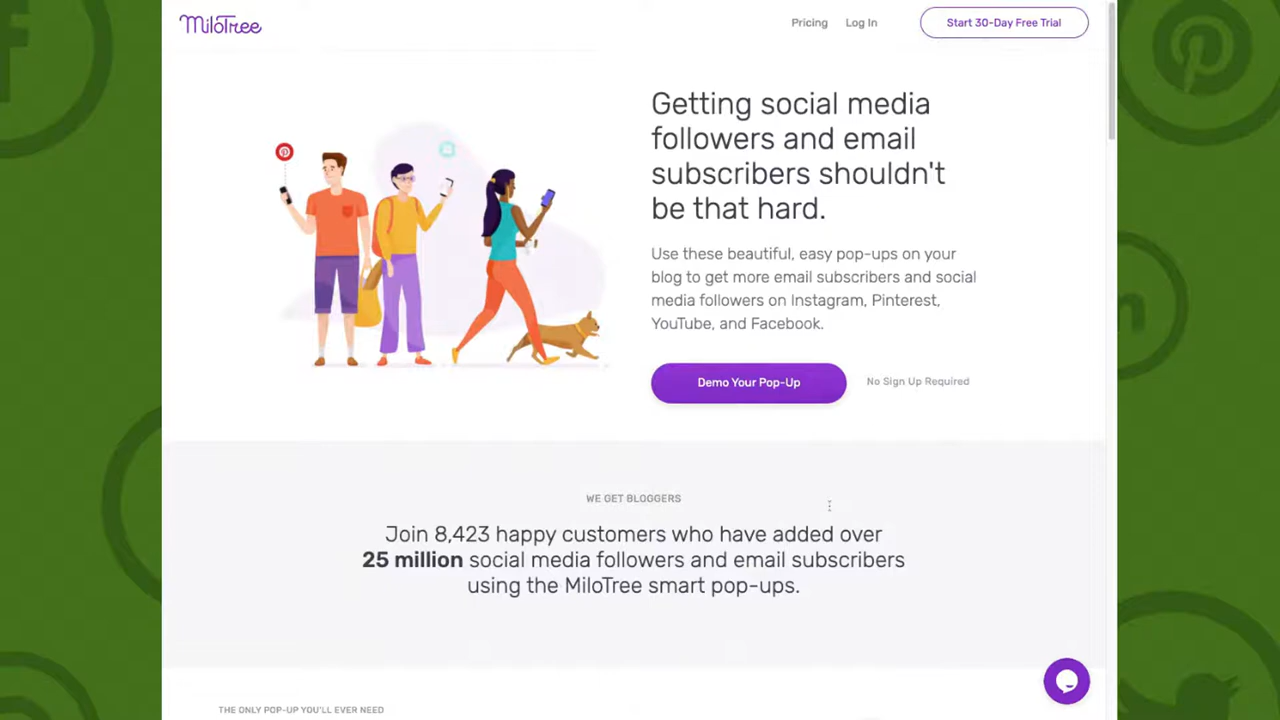 MiloTree
Pricing
Log In
Start 30-Day Free Trial
Getting social media
followers and email
subscribers shouldn't
be that hard.
Use these beautiful, easy pop-ups on your
blog to get more email subscribers and social
media followers on Instagram, Pinterest,
YouTube, and Facebook.
Demo Your Pop-Up
No Sign Up Required
WE GET BLOGGERS
Join 8,423 happy customers who have added over
25 million social media followers and email subscribers
using the MiloTree smart pop-ups.
THE ONLY POP-UP YOU'LL EVER NEED